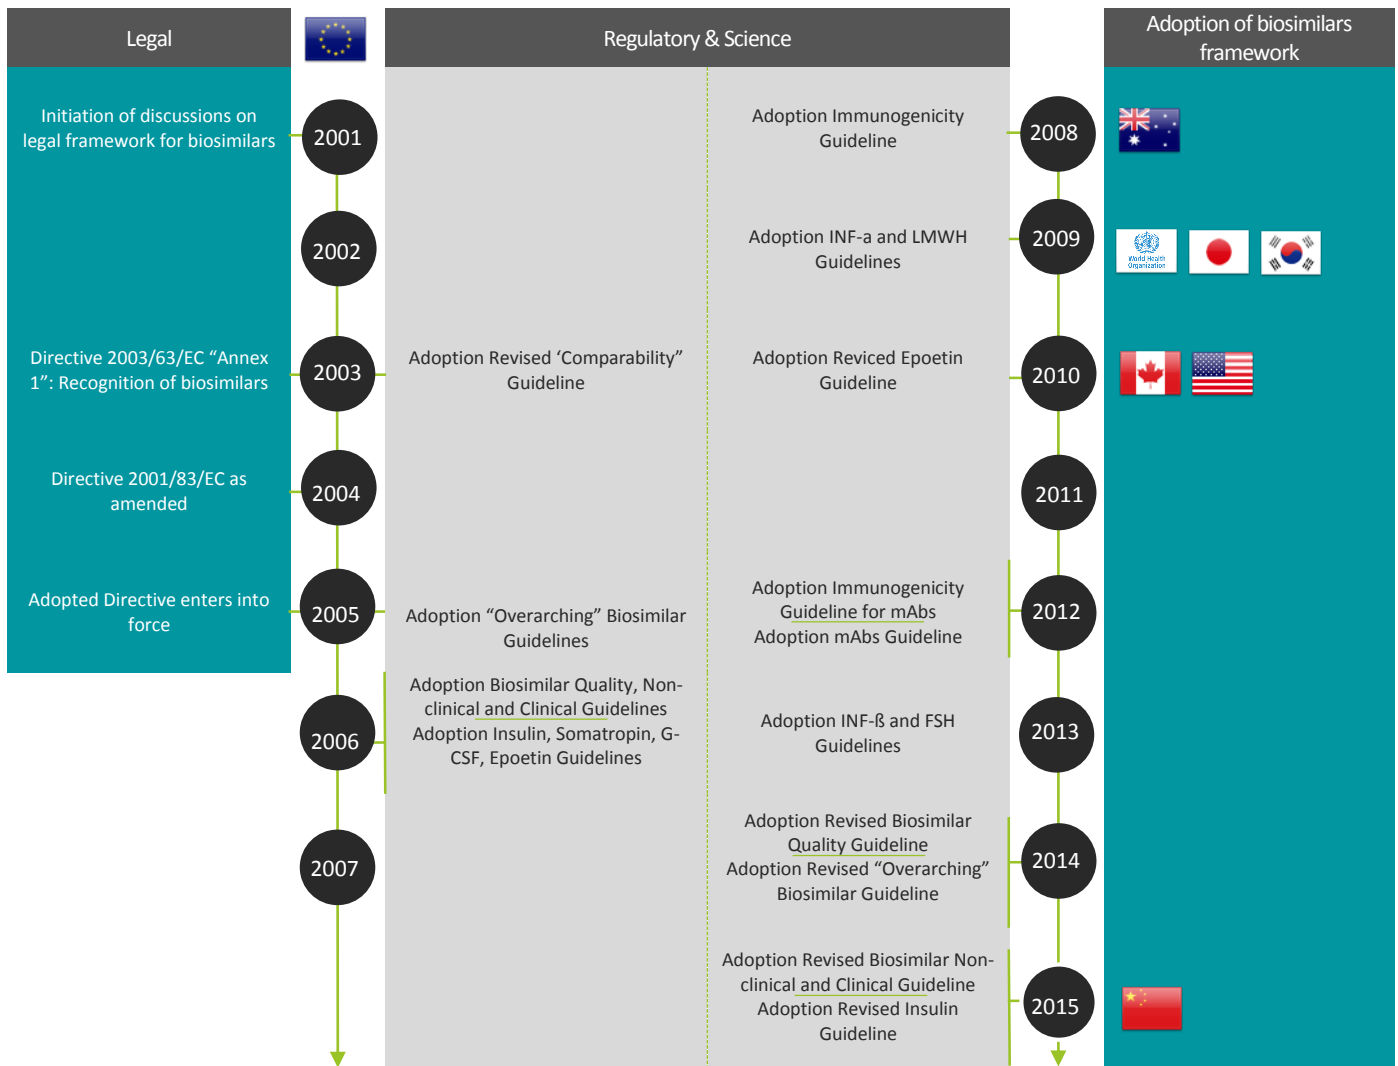 Legal
Regulatory & Science
Adoption of biosimilars
framework
Initiation of discussions on
legal framework for biosimilars
2001
2002
Directive 2003/63/EC “Annex
1”: Recognition of biosimilars
2003
Adoption Revised ‘Comparability”
Guideline
Directive 2001/83/EC as
amended
2004
Adopted Directive enters into
force
2005
Adoption “Overarching” Biosimilar
Guidelines
2006
Adoption Biosimilar Quality, Non-
clinical and Clinical Guidelines
Adoption Insulin, Somatropin, G-
CSF, Epoetin Guidelines
2007
Adoption Immunogenicity
Guideline
2008
Adoption INF-a and LMWH
Guidelines
2009
World Health
Organization
Adoption Reviced Epoetin
Guideline
2010
2011
Adoption Immunogenicity
Guideline for mAbs
Adoption mAbs Guideline
2012
Adoption INF-ß and FSH
Guidelines
2013
Adoption Revised Biosimilar
Quality Guideline
Adoption Revised “Overarching”
Biosimilar Guideline
2014
Adoption Revised Biosimilar Non-
clinical and Clinical Guideline
Adoption Revised Insulin
Guideline
2015